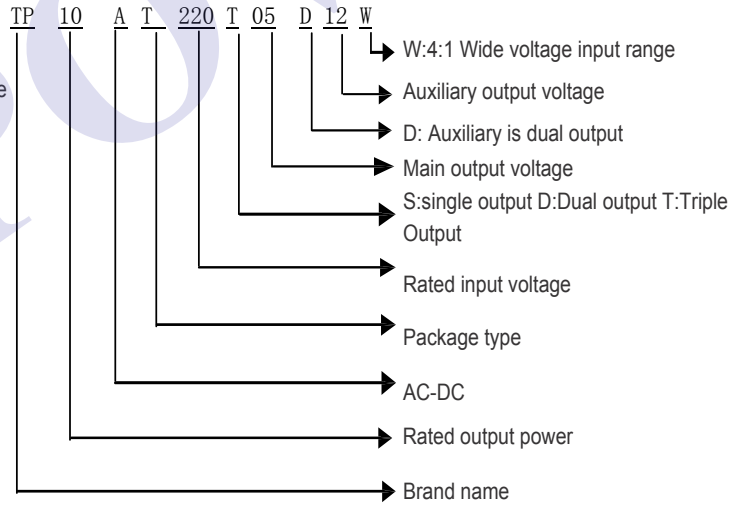 TP 10 A T 220 T 05 D 12 W
W:4:1 Wide voltage input range
e
Auxiliary output voltage
D: Auxiliary is dual output
Main output voltage
S:single output D:Dual output T:Triple
Output
Rated input voltage
Package type
AC-DC
Rated output power
Brand name